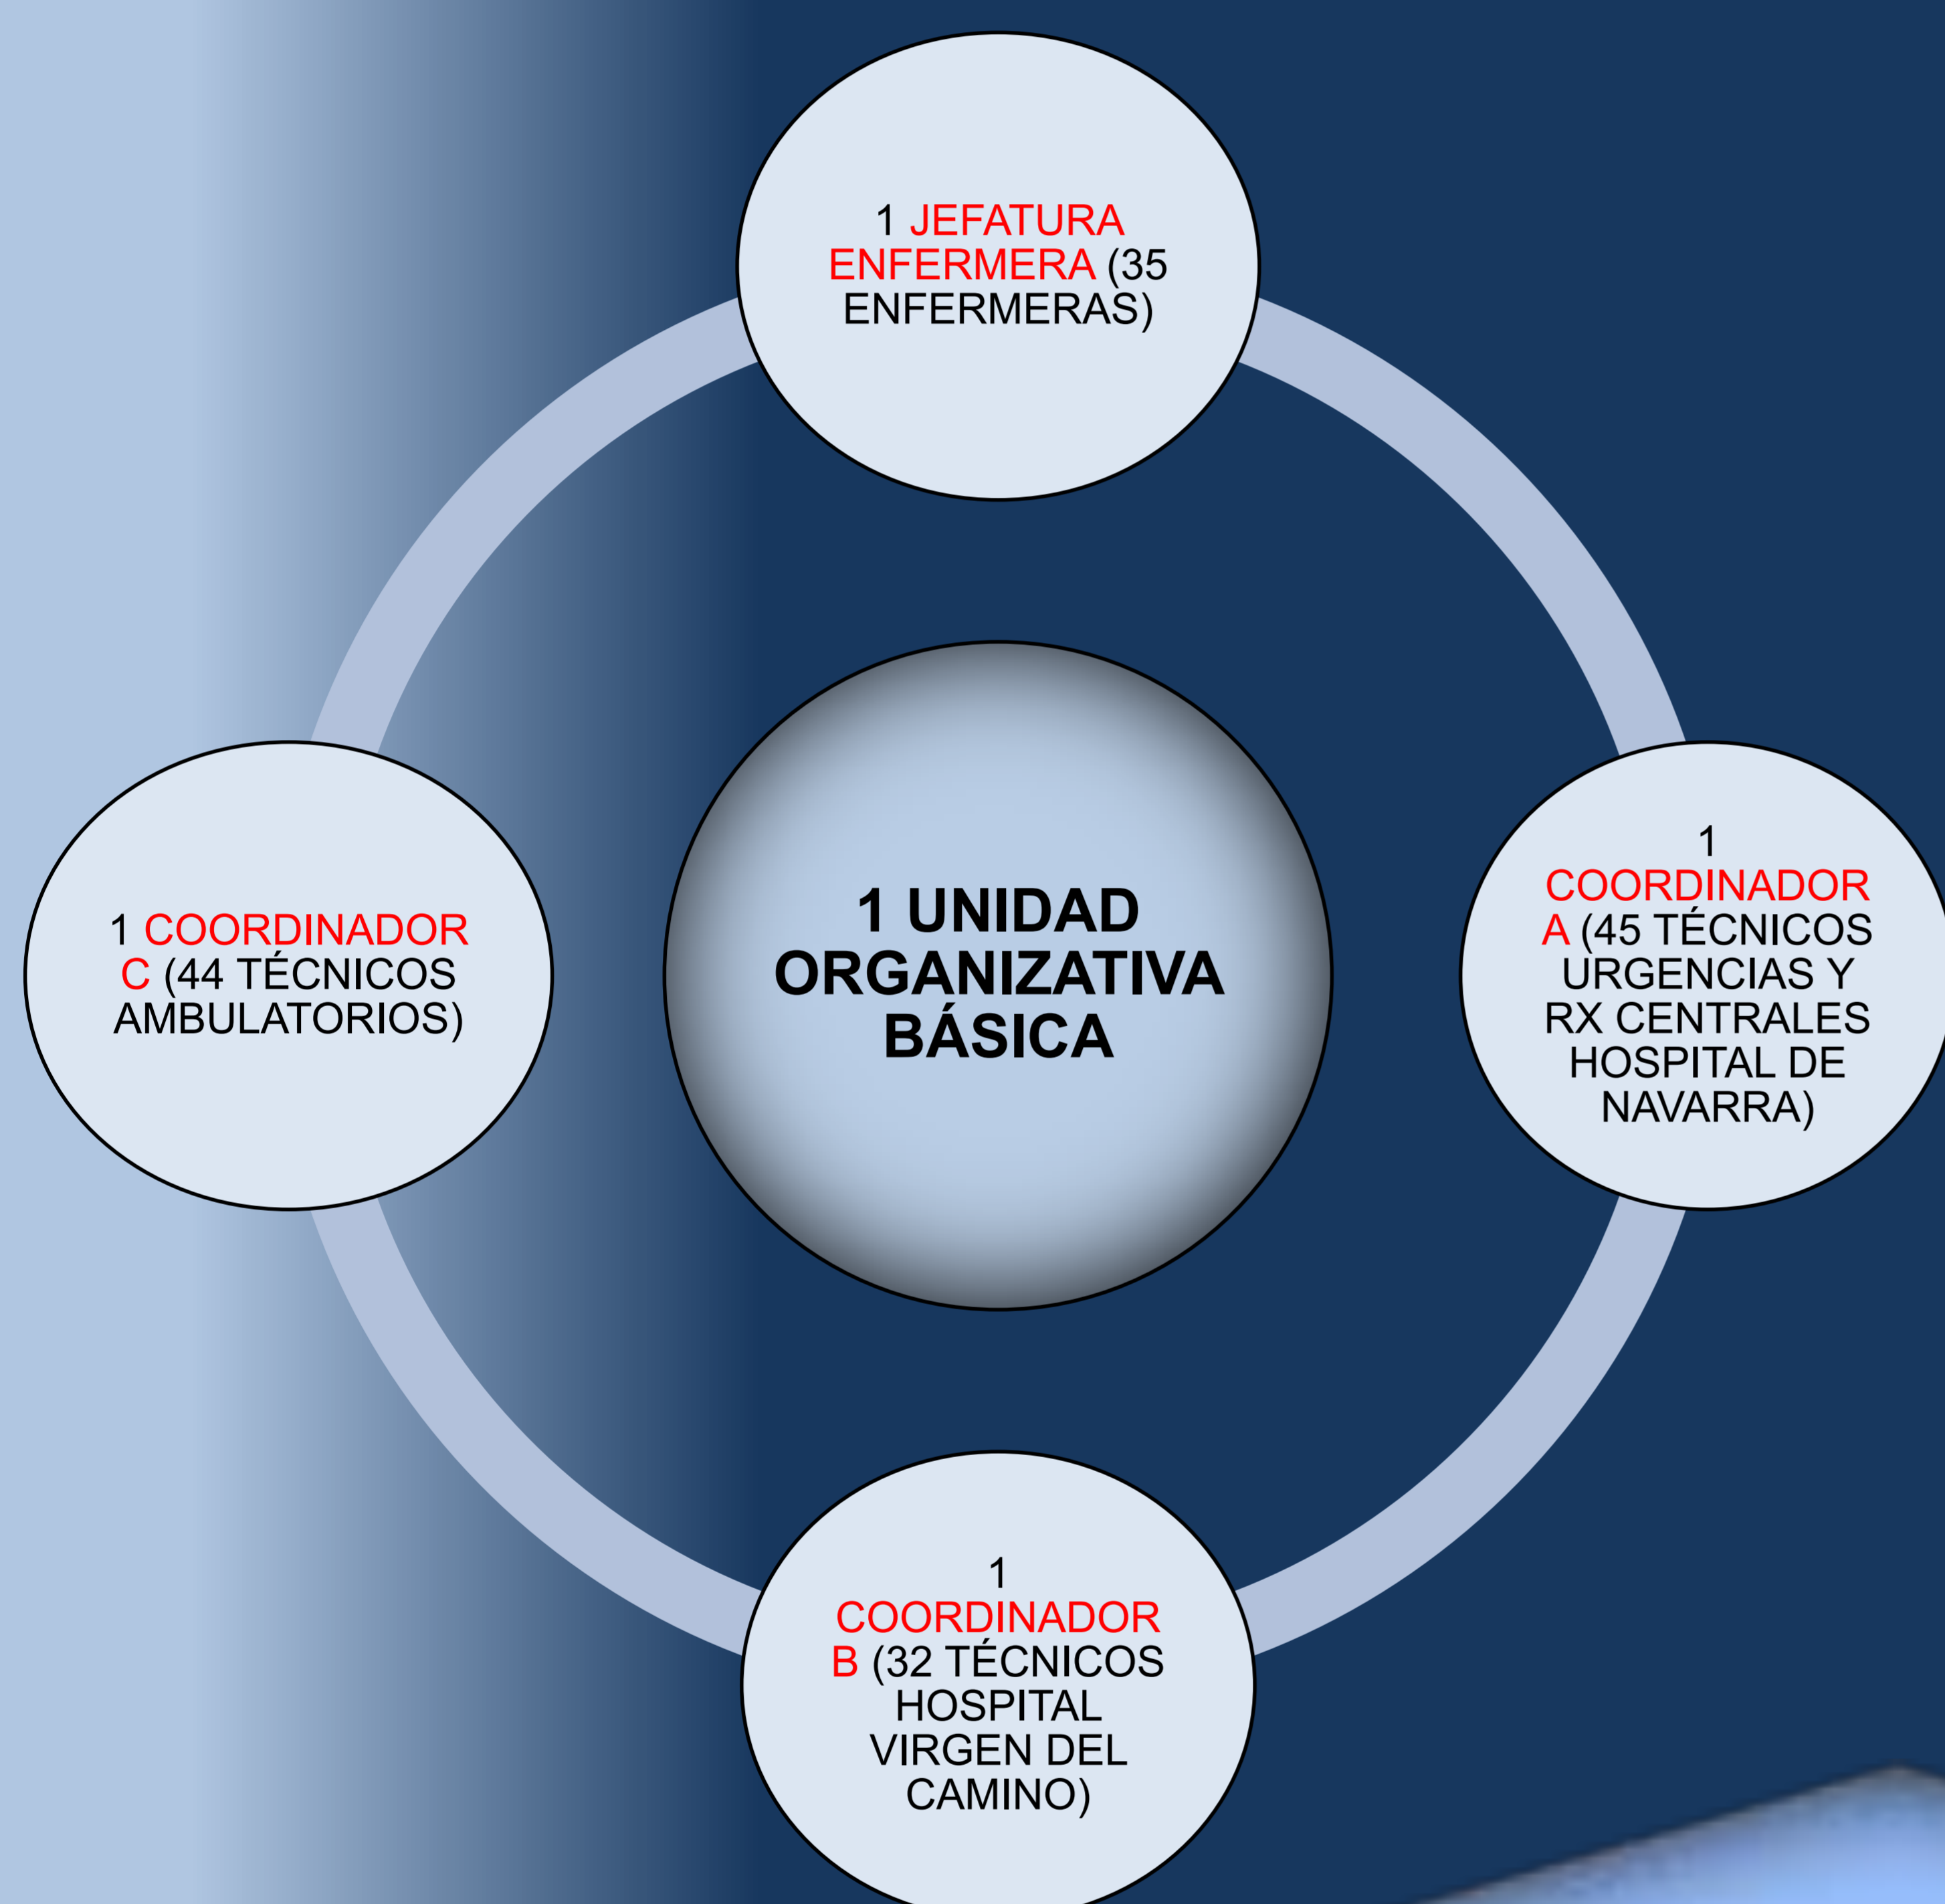 1 JEFATURA
ENFERMERA (35
ENFERMERAS)
1 UNIDAD
ORGANIZATIVA
BÁSICA
1
COORDINADOR
A (45 TÉCNICOS
URGENCIAS Y
RX CENTRALES
HOSPITAL DE
NAVARRA)
1
COORDINADOR
B (32 TÉCNICOS
HOSPITAL
VIRGEN DEL
CAMINO)
1 COORDINADOR
C (44 TÉCNICOS
AMBULATORIOS)